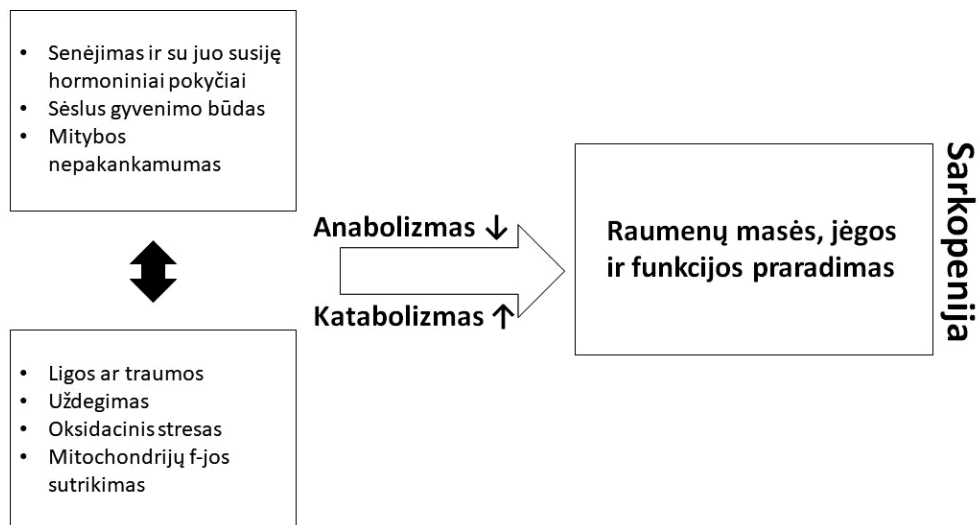 • Senėjimas ir su juo susiję
hormoniniai pokyčiai
• Sėslus gyvenimo būdas
• Mitybos
nepakankamumas
• Ligos ar traumos
• Uždegimas
• Oksidacinis stresas
• Mitochondrijų f-jos
sutrikimas
Anabolizmas ↓
Katabolizmas ↑
Raumenų masės, jėgos
ir funkcijos praradimas
Sarkopenija